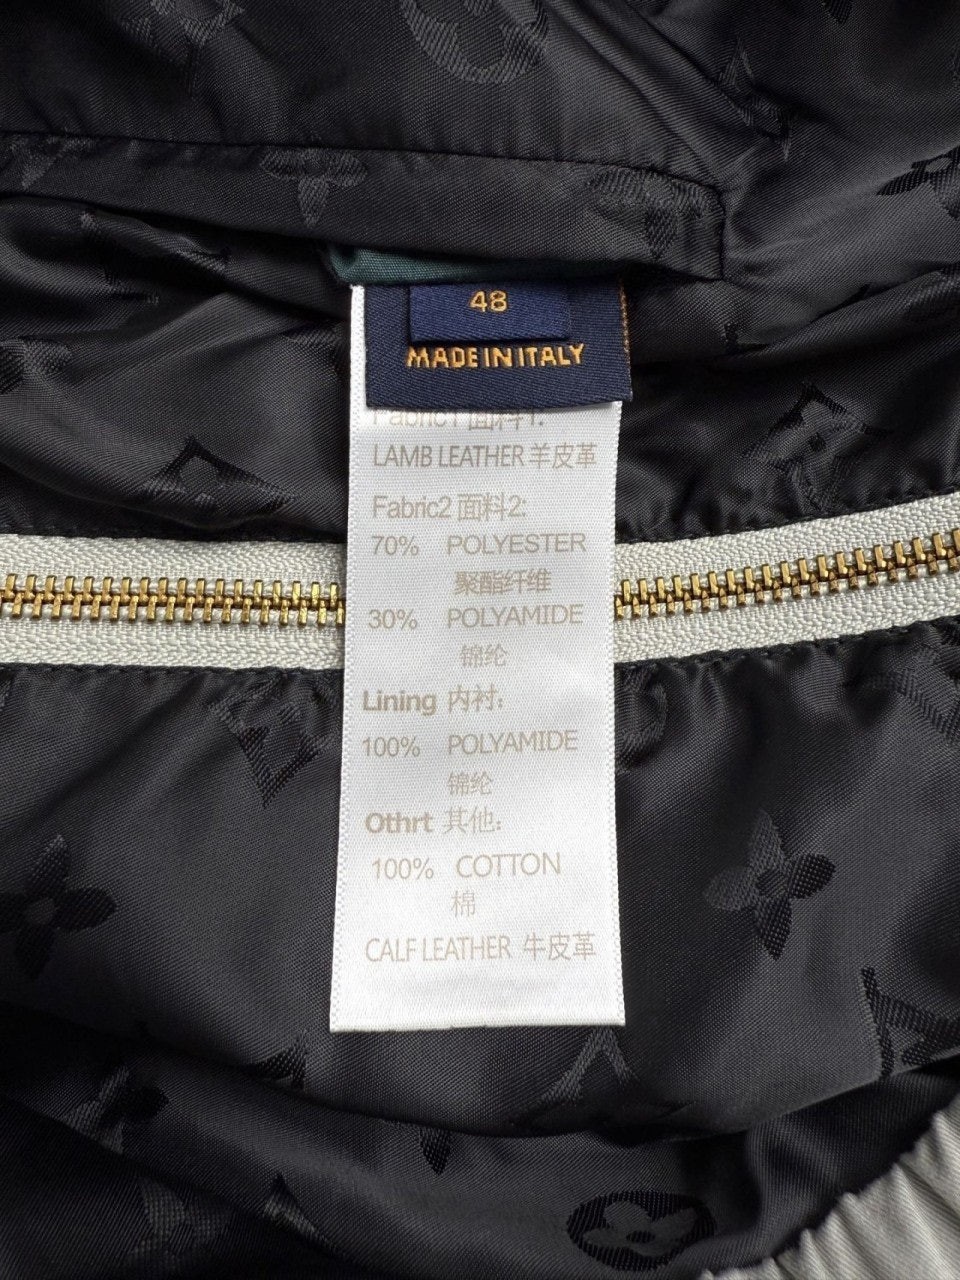 48
MADE IN ITALY
Fabric1 面料1:
LAMB LEATHER 羊皮革
Fabric2 面料2:
70% POLYESTER
聚酯纤维
30% POLYAMIDE
锦纶
Lining 内衬:
100% POLYAMIDE
锦纶
Othrt 其他:
100% COTTON
棉
CALF LEATHER 牛皮革